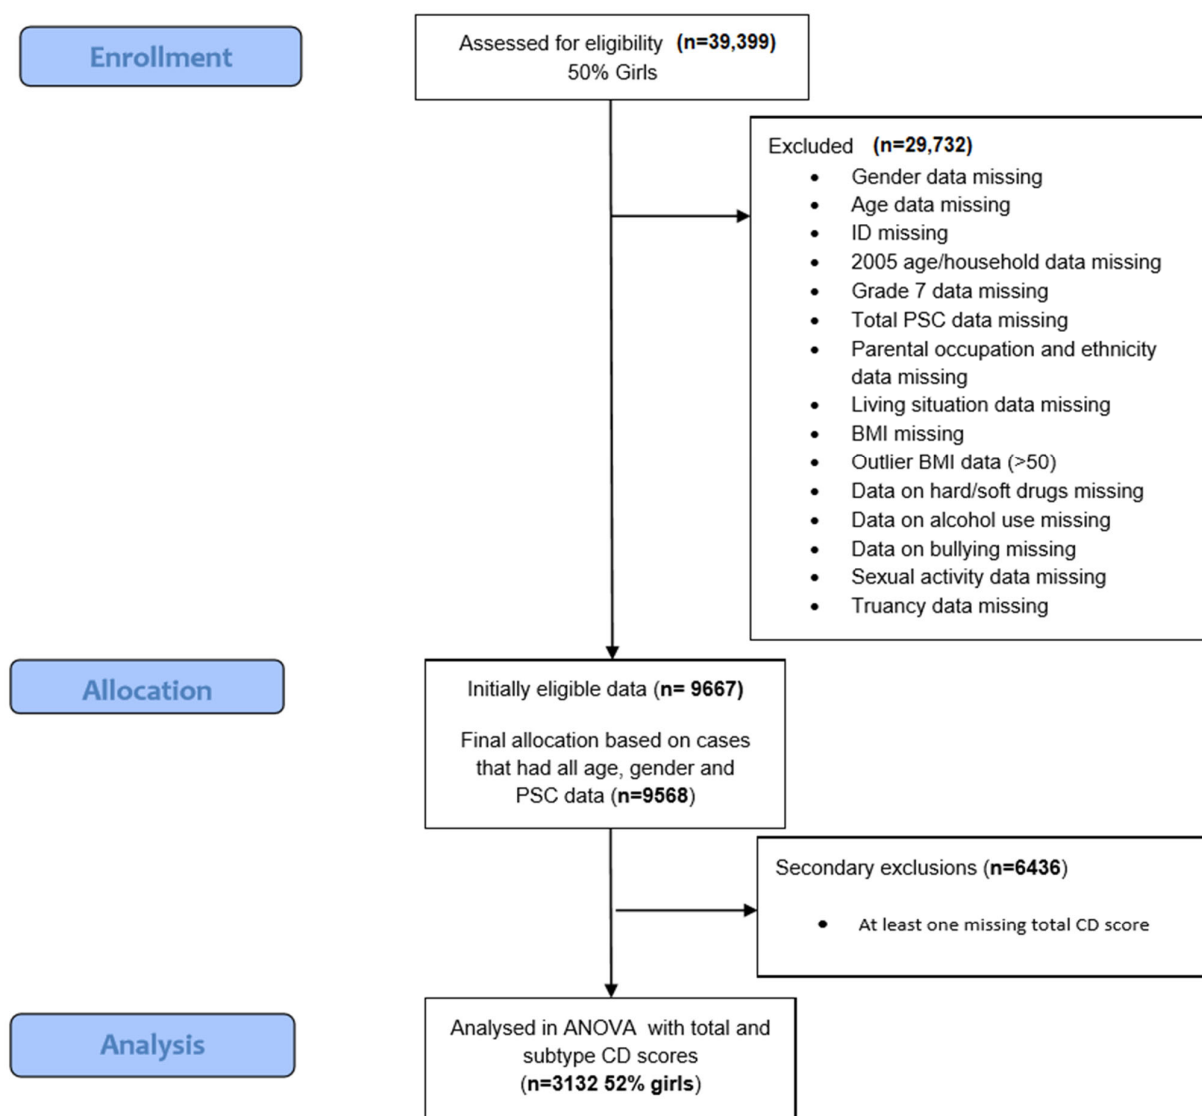 Enrollment
Assessed for eligibility (n=39,399)
50% Girls
Excluded (n=29,732)
• Gender data missing
• Age data missing
• ID missing
• 2005 age/household data missing
• Grade 7 data missing
• Total PSC data missing
• Parental occupation and ethnicity
data missing
• Living situation data missing
• BMI missing
• Outlier BMI data (>50)
• Data on hard/soft drugs missing
• Data on alcohol use missing
• Data on bullying missing
• Sexual activity data missing
• Truancy data missing
Allocation
Initially eligible data (n= 9667)
Final allocation based on cases
that had all age, gender and
PSC data (n=9568)
Secondary exclusions (n=6436)
• At least one missing total CD score
Analysis
Analysed in ANOVA with total and
subtype CD scores
(n=3132 52% girls)